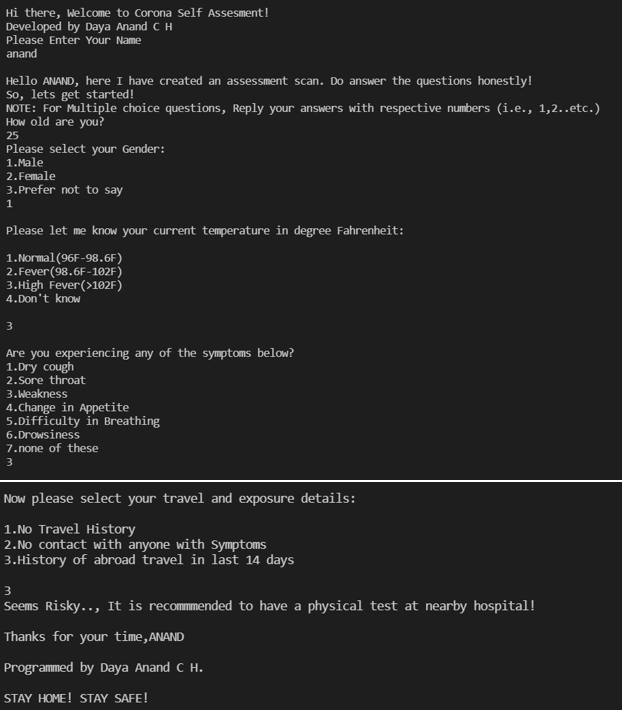 Hi there, Welcome to Corona Self Assesment!
Developed by Daya Anand C H
Please Enter Your Name
anand
Hello ANAND, here I have created an assessment scan. Do answer the questions honestly!
So, lets get started!
NOTE: For Multiple choice questions, Reply your answers with respective numbers (i.e., 1,2..etc.)
How old are you?
25
Please select your Gender:
1.Male
2.Female
3.Prefer not to say
1
Please let me know your current temperature in degree Fahrenheit:
1.Normal(96F-98.6F)
2.Fever(98.6F-102F)
3.High Fever(>102F)
4.Don't know
3
Are you experiencing any of the symptoms below?
1.Dry cough
2.Sore throat
3.Weakness
4.Change in Appetite
5.Difficulty in Breathing
6.Drowsiness
7.none of these
3
Now please select your travel and exposure details:
1.No Travel History
2.No contact with anyone with Symptoms
3.History of abroad travel in last 14 days
3
Seems Risky.., It is recommmended to have a physical test at nearby hospital!
Thanks for your time,ANAND
Programmed by Daya Anand C H.
STAY HOME! STAY SAFE!